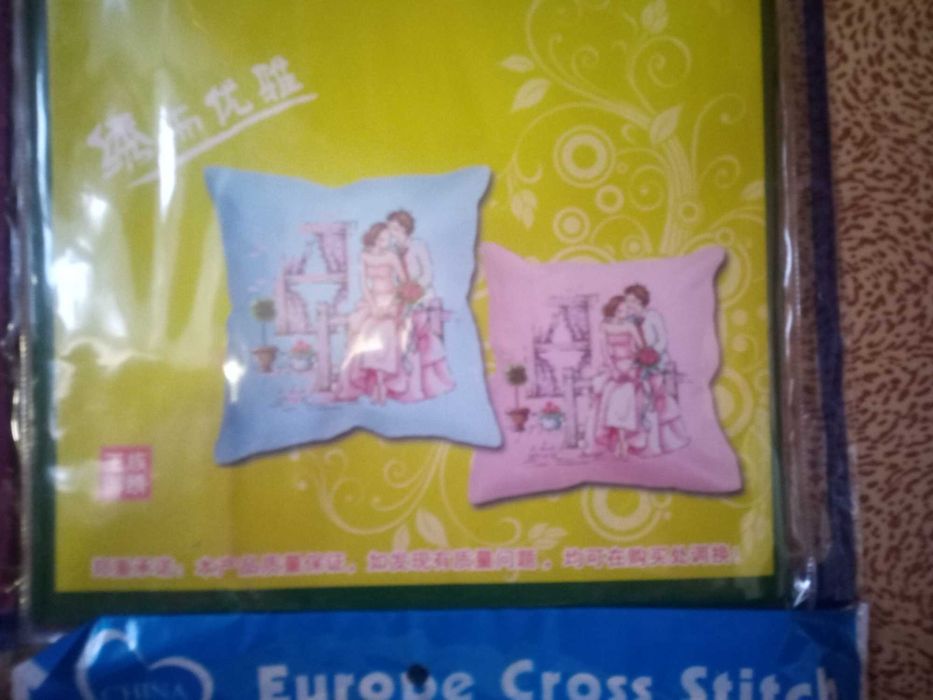 优雅
郑重承诺：本产品质量保证，如发现有质量问题，均可在购买处调换！
Europe Cross Stitch
CHINA